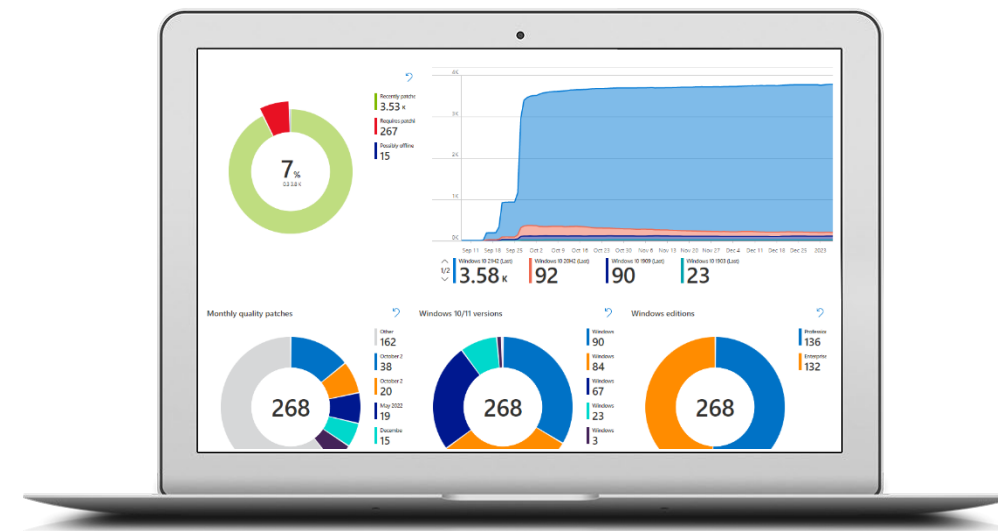 Recently patche
3.53 K
Requires patchi
267
Possibly offline
15
7%
4K
3K
2K
1K
0K
Sep 11 Sep 18 Sep 25 Oct 2 Oct 9 Oct 16 Oct 23 Oct 30 Nov 6 Nov 13 Nov 20 Nov 27 Dec 4 Dec 11 Dec 18 Dec 25 2023
1/2
Windows 10 21H2 (Last)
3.58 K
Windows 10 20H2 (Last)
92
Windows 10 1909 (Last)
90
Windows 10 1903 (Last)
23
Monthly quality patches
268
Other
162
October 2
38
October 2
20
May 2022
19
Decembe
15
Windows 10/11 versions
268
Windows
90
Windows
84
Windows
67
Windows
23
Windows
3
Windows editions
268
Professio
136
Enterpris
132